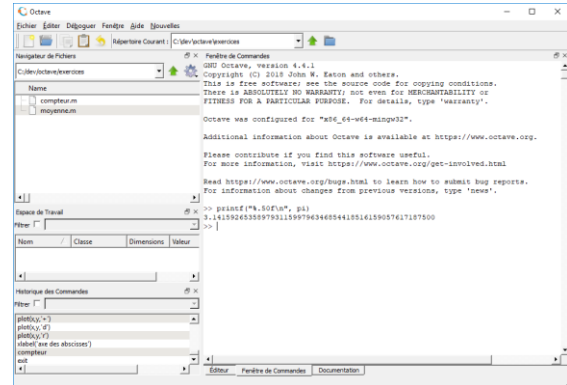 Octave
Fichier Éditer Déboguer Fenêtre Aide Nouvelles
Répertoire Courant : C:\dev\octave\exercices
Navigateur de Fichiers
C:/dev/octave/exercices
Name
compteur.m
moyenne.m
Espace de Travail
Filtrer
Nom / Classe Dimensions Valeur
Historique des Commandes
Filtrer
plot(x,y,'+')
plot(x,y,'d')
plot(x,y,'r')
xlabel('axe des abscisses')
compteur
exit
Fenêtre de Commandes
GNU Octave, version 4.4.1
Copyright (C) 2018 John W. Eaton and others.
This is free software; see the source code for copying conditions.
There is ABSOLUTELY NO WARRANTY; not even for MERCHANTABILITY or
FITNESS FOR A PARTICULAR PURPOSE. For details, type 'warranty'.
Octave was configured for "x86_64-w64-mingw32".
Additional information about Octave is available at https://www.octave.org.
Please contribute if you find this software useful.
For more information, visit https://www.octave.org/get-involved.html
Read https://www.octave.org/bugs.html to learn how to submit bug reports.
For information about changes from previous versions, type 'news'.
>> printf("%.50f\n", pi)
3.14159265358979311599796346854418516159057617187500
>>
Éditeur Fenêtre de Commandes Documentation